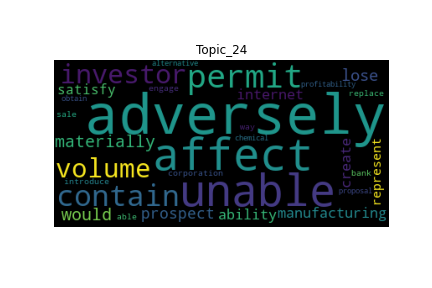 Topic_24
alternative
investor permit lose
engage profitability
satisfy internet replace
obtain
adversely
sale way
chemical
materially affect create represent
volume corporation bank
introduce unable
contain proposal
would able prospect ability manufacturing